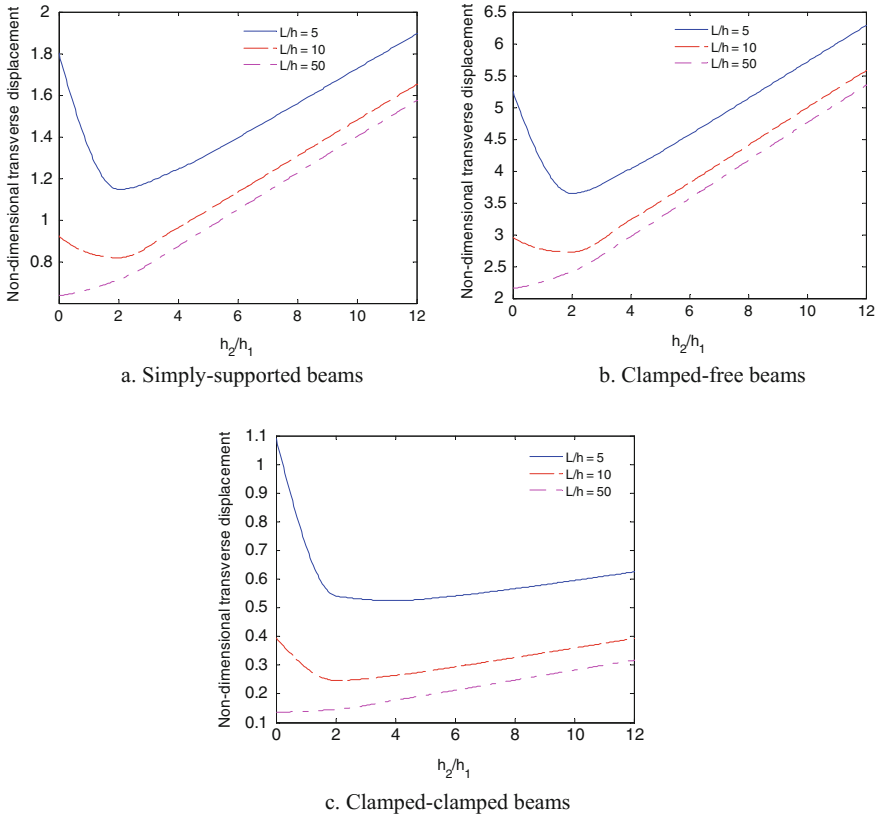 Non-dimensional transverse displacement
2
1.8
1.6
1.4
1.2
1
0.8
0 2 4 6 8 10 12
h2/h1
L/h = 5
L/h = 10
L/h = 50
a. Simply-supported beams
Non-dimensional transverse displacement
6.5
6
5.5
5
4.5
4
3.5
3
2.5
2
0 2 4 6 8 10 12
h2/h1
L/h = 5
L/h = 10
L/h = 50
b. Clamped-free beams
Non-dimensional transverse displacement
1.1
1
0.9
0.8
0.7
0.6
0.5
0.4
0.3
0.2
0.1
0 2 4 6 8 10 12
h2/h1
L/h = 5
L/h = 10
L/h = 50
c. Clamped-clamped beams